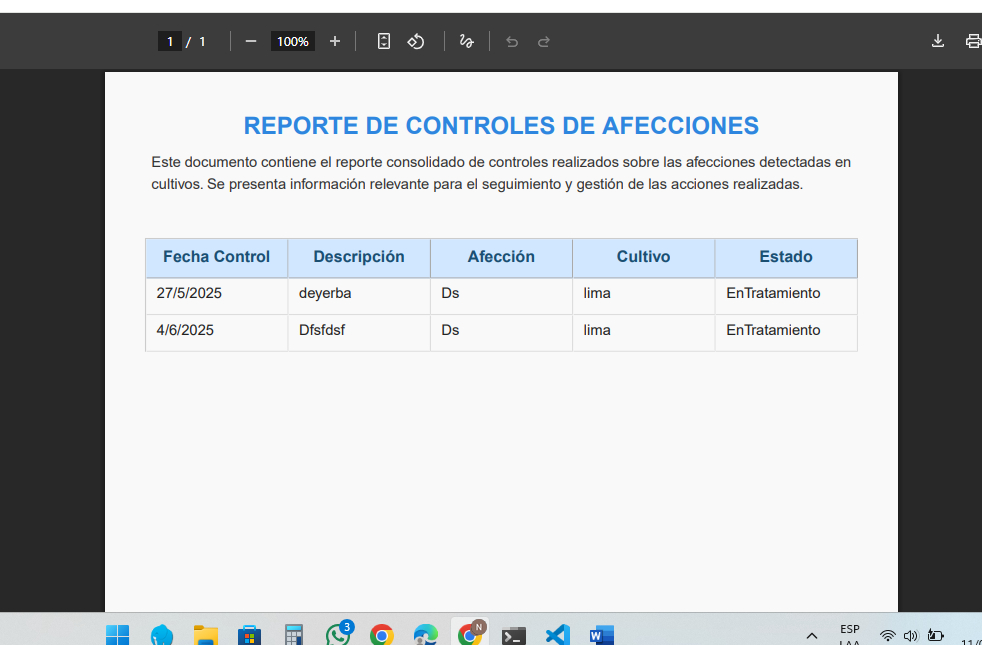 1 / 1 100%
REPORTE DE CONTROLES DE AFECCIONES
Este documento contiene el reporte consolidado de controles realizados sobre las afecciones detectadas en
cultivos. Se presenta información relevante para el seguimiento y gestión de las acciones realizadas.
Fecha Control Descripción Afección Cultivo Estado
27/5/2025 deyerba Ds lima EnTratamiento
4/6/2025 Dfsfdsf Ds lima EnTratamiento
3 N W ESP